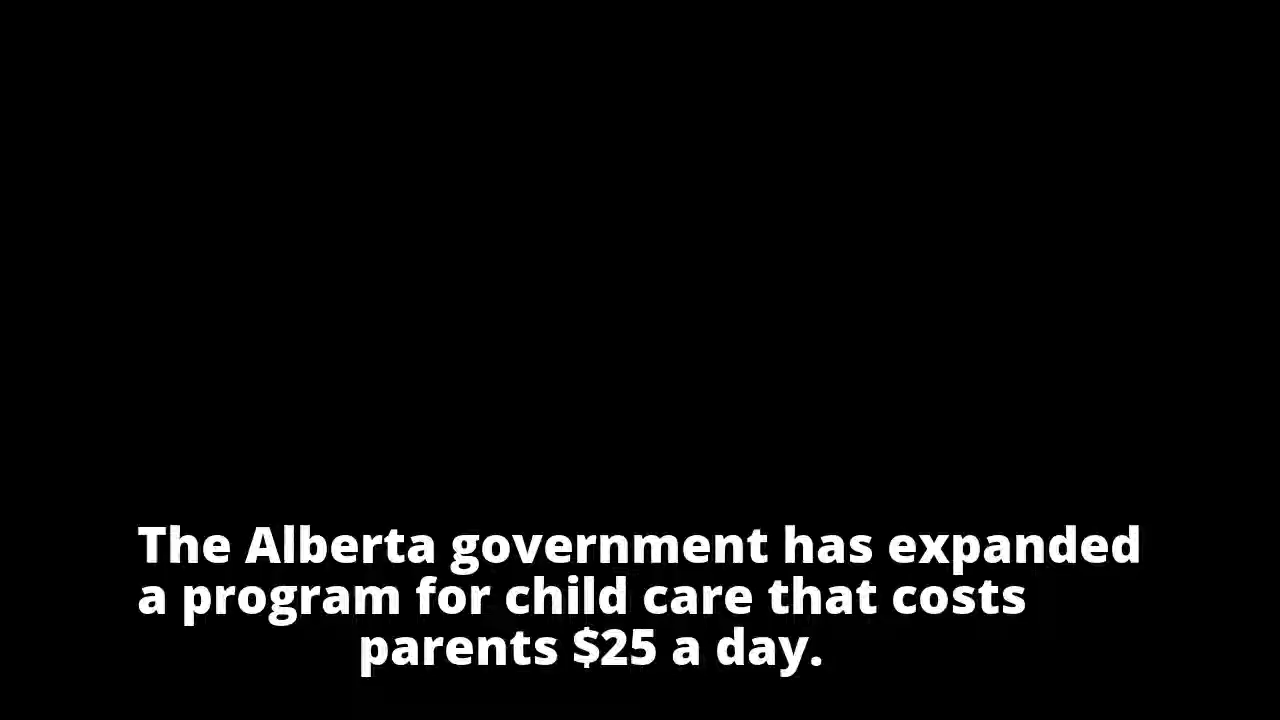 The Alberta government has expanded
a program for child care that costs
parents $25 a day.